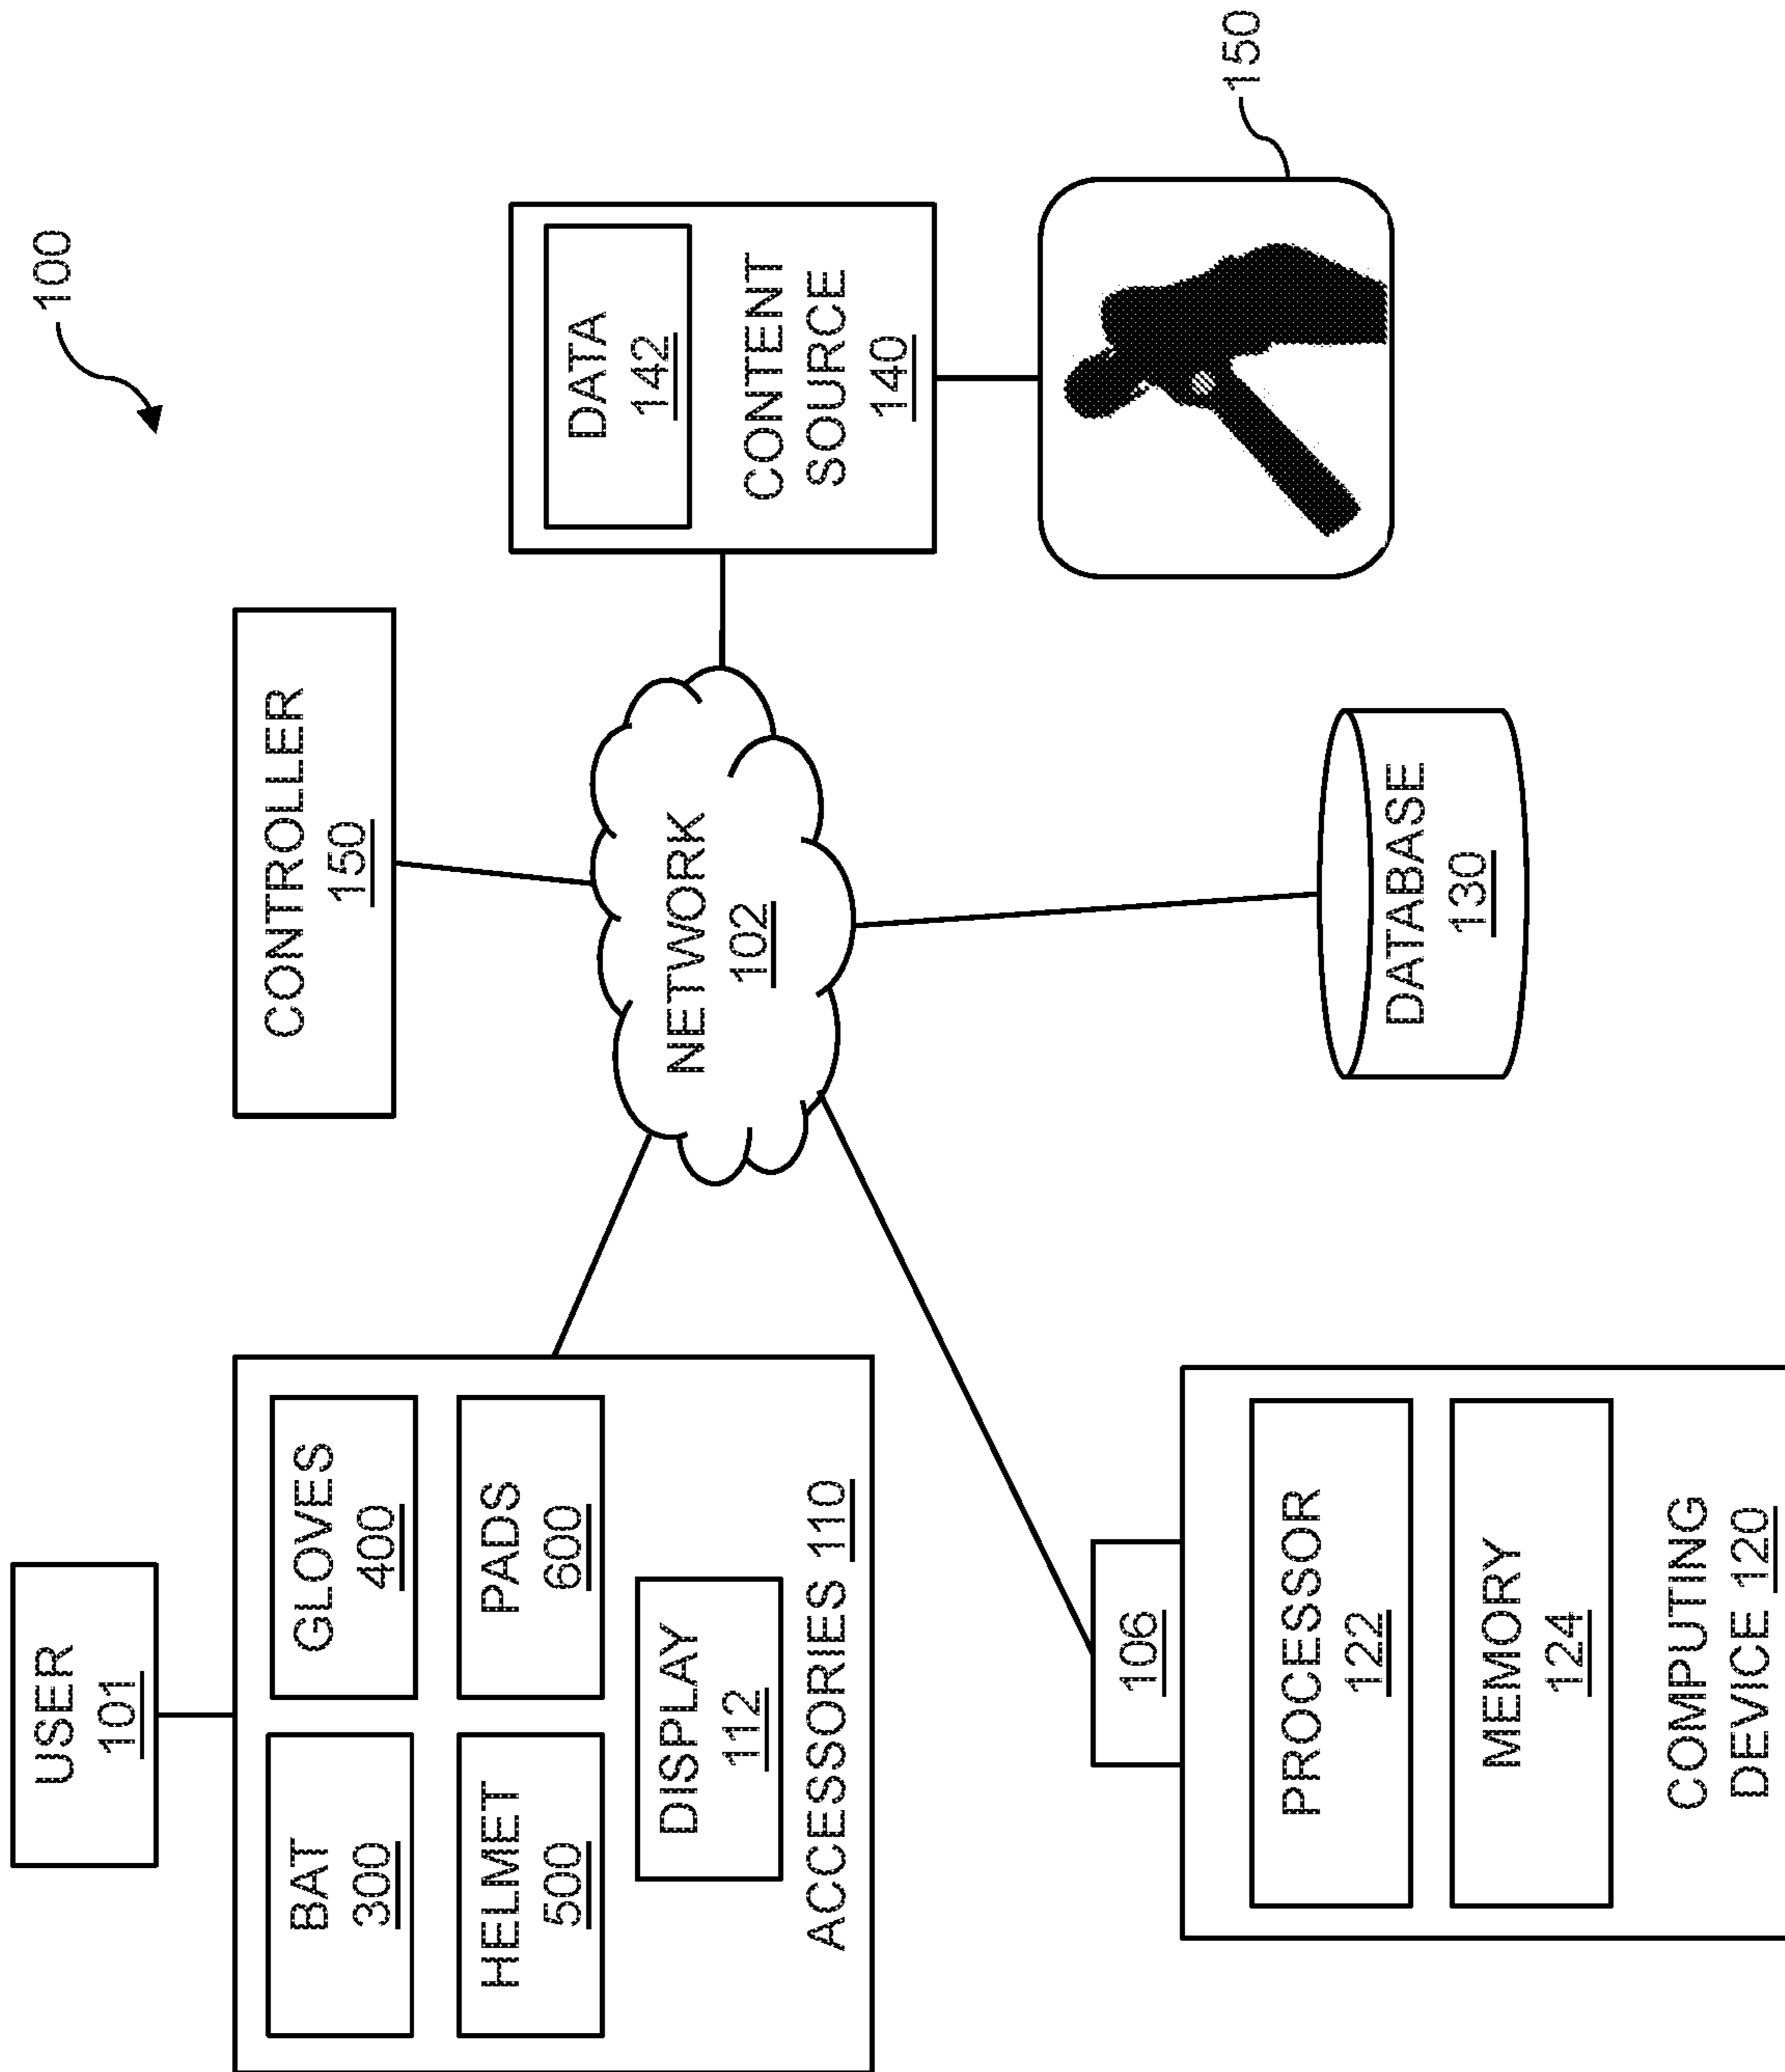 100
USER
101
BAT
300
GLOVES
400
HELMET
500
PADS
600
DISPLAY
112
ACCESSORIES 110
CONTROLLER
150
NETWORK
102
DATA
142
CONTENT
SOURCE
140
150
106
PROCESSOR
122
MEMORY
124
COMPUTING
DEVICE 120
DATABASE
130